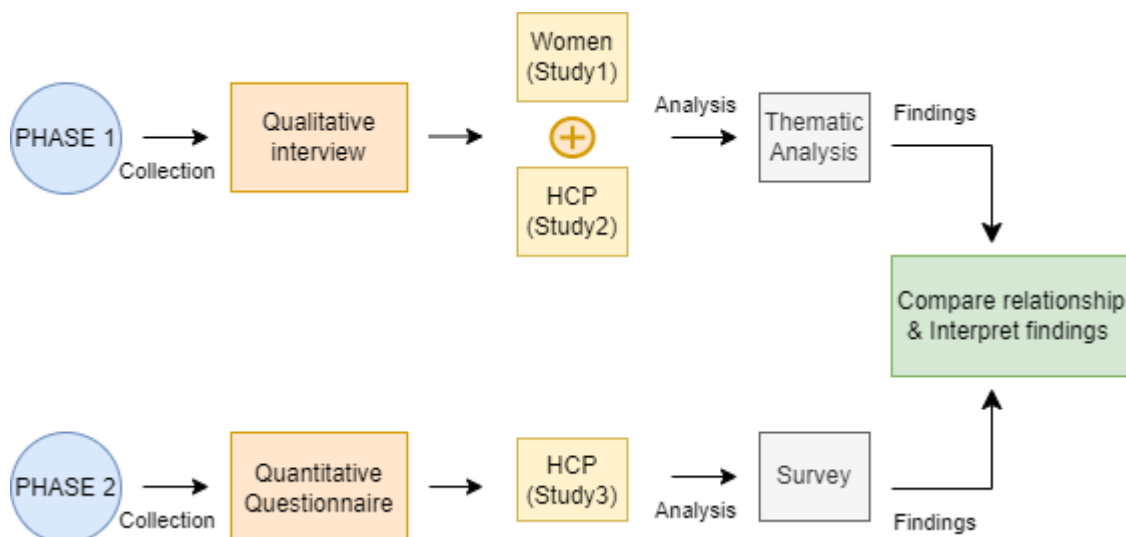 Women
(Study1)
PHASE 1
Collection
Qualitative
interview
HCP
(Study2)
Analysis
Thematic
Analysis
Findings
Compare relationship
& Interpret findings
PHASE 2
Collection
Quantitative
Questionnaire
HCP
(Study3)
Analysis
Survey
Findings